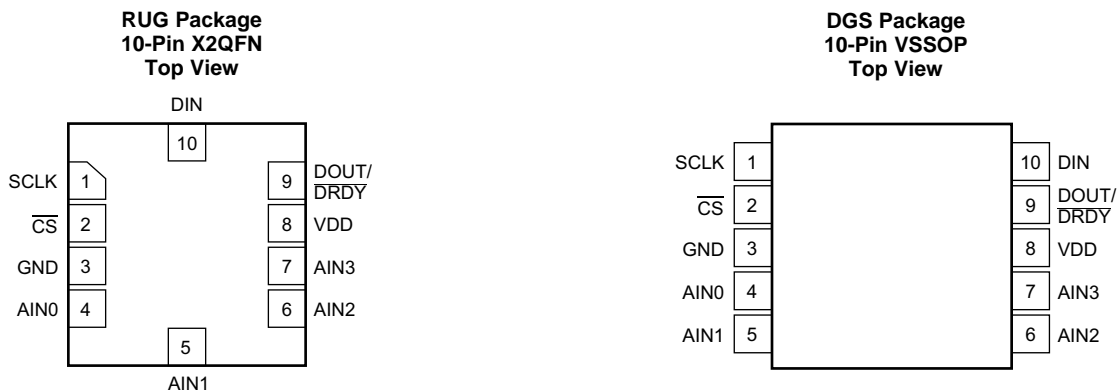 RUG Package
10-Pin X2QFN
Top View
DIN
10
SCLK 1
9 DOUT/
DRDY
CS 2
8 VDD
GND 3
7 AIN3
AIN0 4
6 AIN2
5
AIN1
DGS Package
10-Pin VSSOP
Top View
SCLK 1
10 DIN
CS 2
9 DOUT/
DRDY
GND 3
8 VDD
AIN0 4
7 AIN3
AIN1 5
6 AIN2